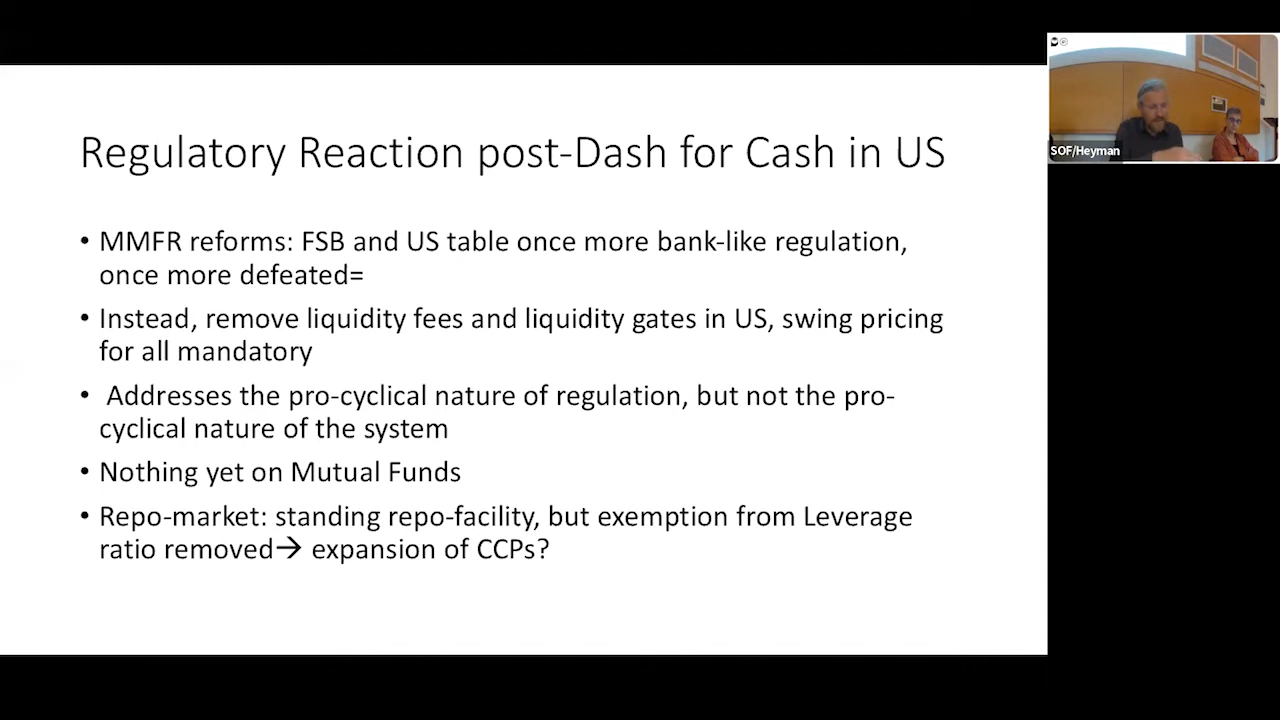 Regulatory Reaction post-Dash for Cash in US
• MMFR reforms: FSB and US table once more bank-like regulation,
once more defeated=
• Instead, remove liquidity fees and liquidity gates in US, swing pricing
for all mandatory
• Addresses the pro-cyclical nature of regulation, but not the pro-
cyclical nature of the system
• Nothing yet on Mutual Funds
• Repo-market: standing repo-facility, but exemption from Leverage
ratio removed→ expansion of CCPs?
SOF/Heyman